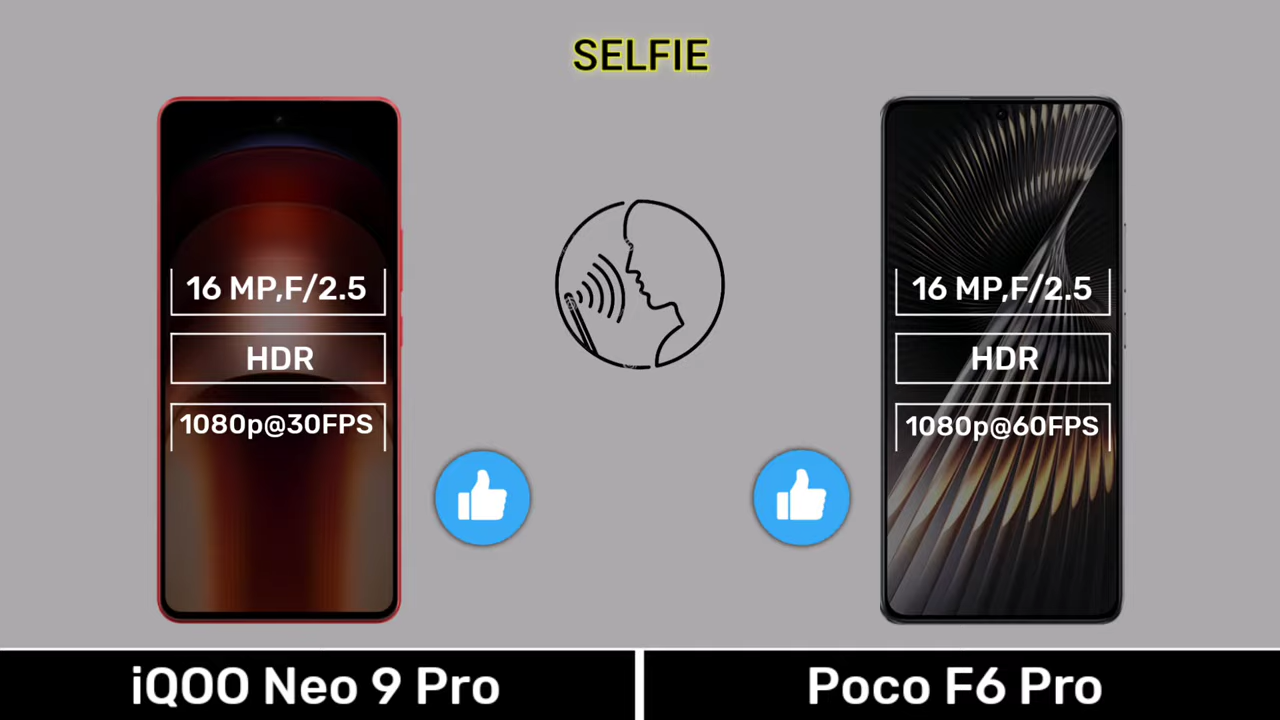 SELFIE
16 MP,F/2.5
HDR
1080p@30FPS
16 MP,F/2.5
HDR
1080p@60FPS
iQOO Neo 9 Pro
Poco F6 Pro